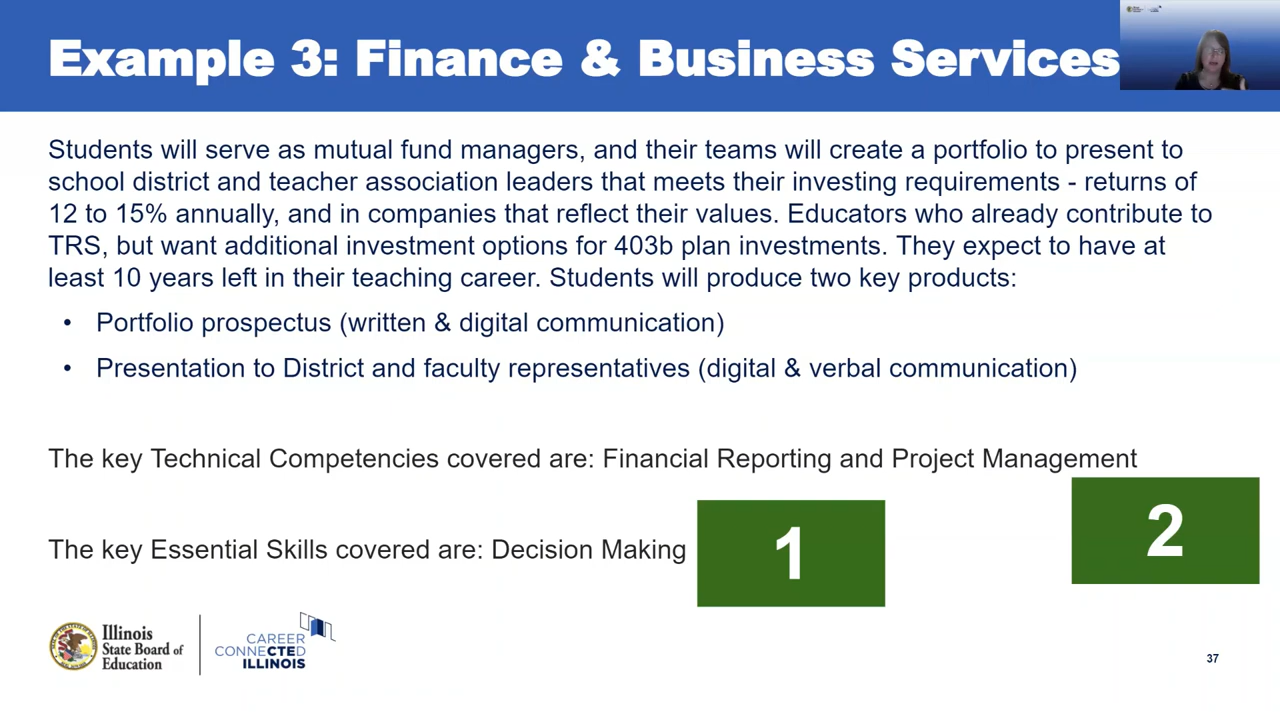 Example 3: Finance & Business Services
Students will serve as mutual fund managers, and their teams will create a portfolio to present to
school district and teacher association leaders that meets their investing requirements - returns of
12 to 15% annually, and in companies that reflect their values. Educators who already contribute to
TRS, but want additional investment options for 403b plan investments. They expect to have at
least 10 years left in their teaching career. Students will produce two key products:
• Portfolio prospectus (written & digital communication)
• Presentation to District and faculty representatives (digital & verbal communication)
The key Technical Competencies covered are: Financial Reporting and Project Management
2
The key Essential Skills covered are: Decision Making
1
Illinois
State Board of
Education
CAREER
CONNECTED
ILLINOIS
37